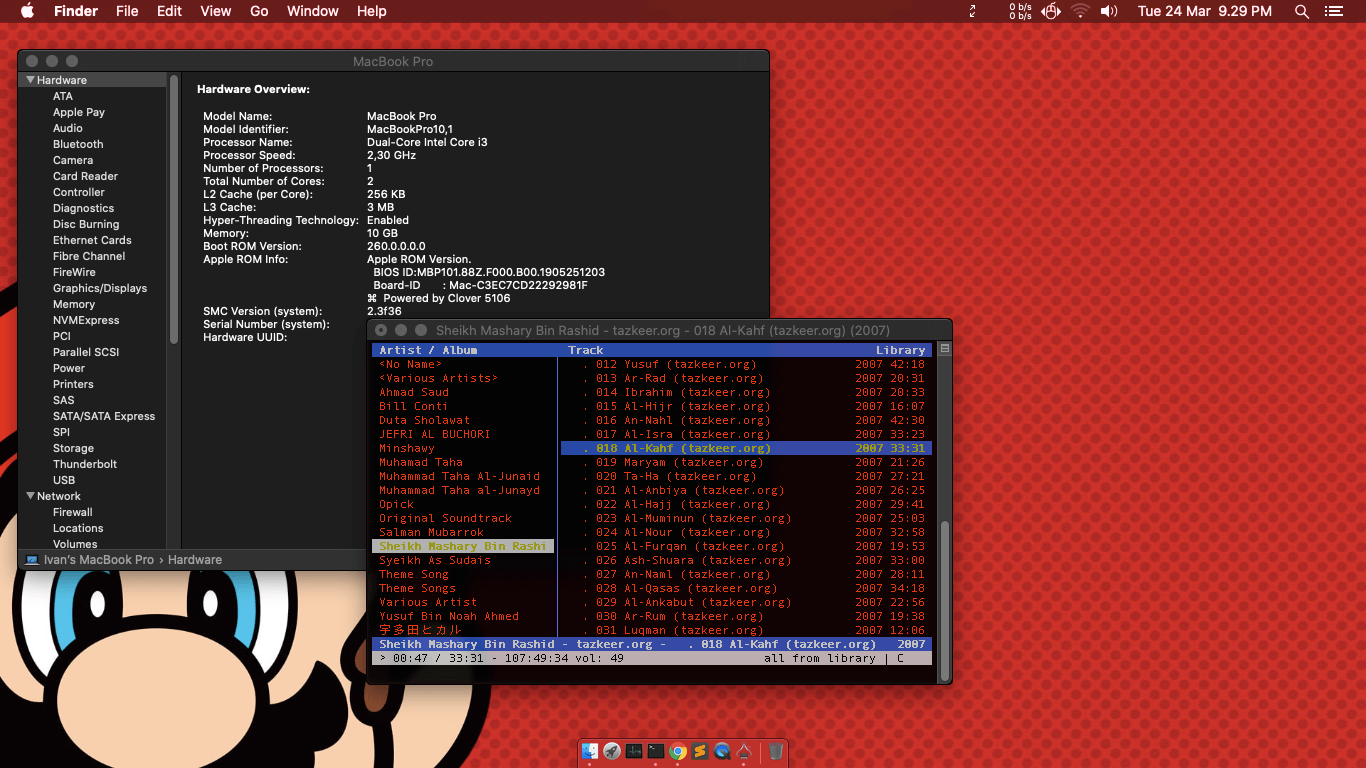 Finder File Edit View Go Window Help
0 b/s
0 b/s
Tue 24 Mar 9.29 PM
MacBook Pro
Hardware
ATA
Apple Pay
Audio
Bluetooth
Camera
Card Reader
Controller
Diagnostics
Disc Burning
Ethernet Cards
Fibre Channel
FireWire
Graphics/Displays
Memory
NVMExpress
PCI
Parallel SCSI
Power
Printers
SAS
SATA/SATA Express
SPI
Storage
Thunderbolt
USB
Network
Firewall
Locations
Volumes
Hardware Overview:
Model Name: MacBook Pro
Model Identifier: MacBookPro10,1
Processor Name: Dual-Core Intel Core i3
Processor Speed: 2,30 GHz
Number of Processors: 1
Total Number of Cores: 2
L2 Cache (per Core): 256 KB
L3 Cache: 3 MB
Hyper-Threading Technology: Enabled
Memory: 10 GB
Boot ROM Version: 260.0.0.0.0
Apple ROM Info: Apple ROM Version.
BIOS ID:MBP101.88Z.F000.B00.1905251203
Board-ID : Mac-C3EC7CD22292981F
⌘ Powered by Clover 5106
SMC Version (system): 2.3f36
Serial Number (system):
Hardware UUID:
Ivan's MacBook Pro › Hardware
Sheikh Mashary Bin Rashid - tazkeer.org - 018 Al-Kahf (tazkeer.org) (2007)
Artist / Album Track Library
<No Name> . 012 Yusuf (tazkeer.org) 2007 42:18
<Various Artists> . 013 Ar-Rad (tazkeer.org) 2007 20:31
Ahmad Saud . 014 Ibrahim (tazkeer.org) 2007 20:33
Bill Conti . 015 Al-Hijr (tazkeer.org) 2007 16:07
Duta Sholawat . 016 An-Nahl (tazkeer.org) 2007 42:30
JEFRI AL BUCHORI . 017 Al-Isra (tazkeer.org) 2007 33:23
Minshawy . 018 Al-Kahf (tazkeer.org) 2007 33:31
Muhamad Taha . 019 Maryam (tazkeer.org) 2007 21:26
Muhammad Taha Al-Junaid . 020 Ta-Ha (tazkeer.org) 2007 27:21
Muhammad Taha al-Junayd . 021 Al-Anbiya (tazkeer.org) 2007 26:25
Opick . 022 Al-Hajj (tazkeer.org) 2007 29:41
Original Soundtrack . 023 Al-Muminun (tazkeer.org) 2007 25:03
Salman Mubarrok . 024 Al-Nour (tazkeer.org) 2007 32:58
Sheikh Mashary Bin Rashi . 025 Al-Furqan (tazkeer.org) 2007 19:53
Syeikh As Sudais . 026 Ash-Shuara (tazkeer.org) 2007 33:00
Theme Song . 027 An-Naml (tazkeer.org) 2007 28:11
Theme Songs . 028 Al-Qasas (tazkeer.org) 2007 34:18
Various Artist . 029 Al-Ankabut (tazkeer.org) 2007 22:56
Yusuf Bin Noah Ahmed . 030 Ar-Rum (tazkeer.org) 2007 19:38
宇多田ヒカル . 031 Luqman (tazkeer.org) 2007 12:06
Sheikh Mashary Bin Rashid - tazkeer.org - . 018 Al-Kahf (tazkeer.org) 2007
> 00:47 / 33:31 - 107:49:34 vol: 49 all from library | C